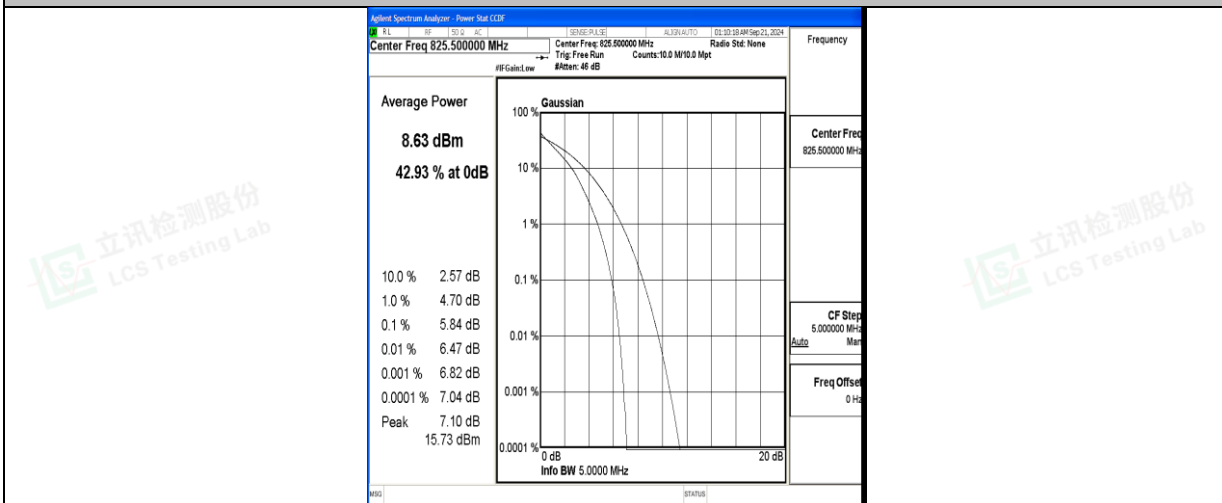 Agilent Spectrum Analyzer - Power Stat CCDF
RL RF 50 Ω AC SENSE:PULSE ALIGN AUTO 01:10:18 AM Sep 21, 2024
Center Freq 825.500000 MHz
Center Freq: 825.500000 MHz Radio Std: None
Trig: Free Run Counts:10.0 M/10.0 Mpt
#IFGain:Low #Atten: 46 dB
Frequency
Average Power
8.63 dBm
42.93 % at 0dB
10.0 % 2.57 dB
1.0 % 4.70 dB
0.1 % 5.84 dB
0.01 % 6.47 dB
0.001 % 6.82 dB
0.0001 % 7.04 dB
Peak 7.10 dB
15.73 dBm
Gaussian
100 %
10 %
1 %
0.1 %
0.01 %
0.001 %
0.0001 %
0 dB 20 dB
Info BW 5.0000 MHz
Center Freq
825.500000 MHz
CF Step
5.000000 MHz
Auto Man
Freq Offset
0 Hz
MSG STATUS
立讯检测股份
LCS Testing Lab
立讯检测股份
LCS Testing Lab